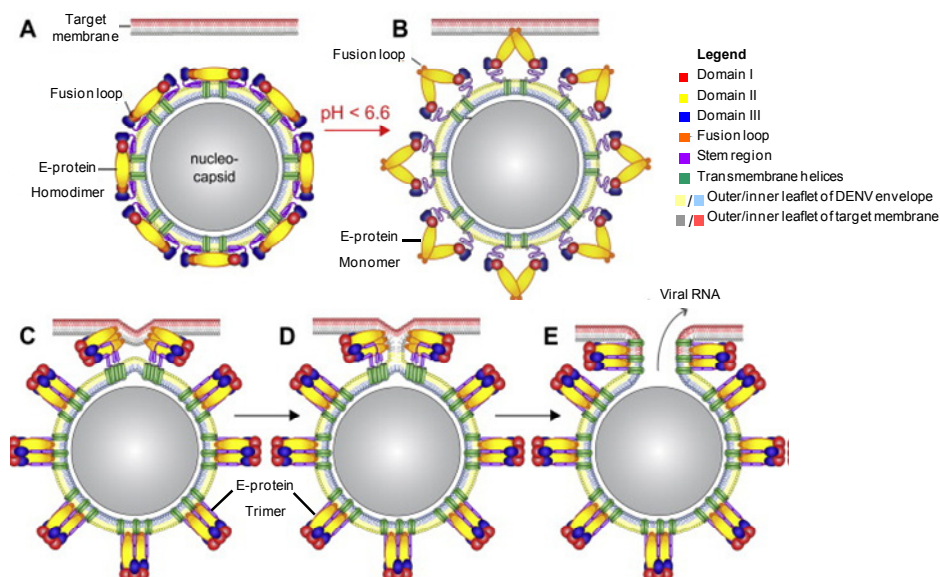 A
Target
membrane
Fusion loop
E-protein
Homodimer
nucleo-
capsid
pH < 6.6
B
Fusion loop
E-protein
Monomer
Legend
Domain I
Domain II
Domain III
Fusion loop
Stem region
Transmembrane helices
/ Outer/inner leaflet of DENV envelope
/ Outer/inner leaflet of target membrane
C
E-protein
Trimer
D
E
Viral RNA